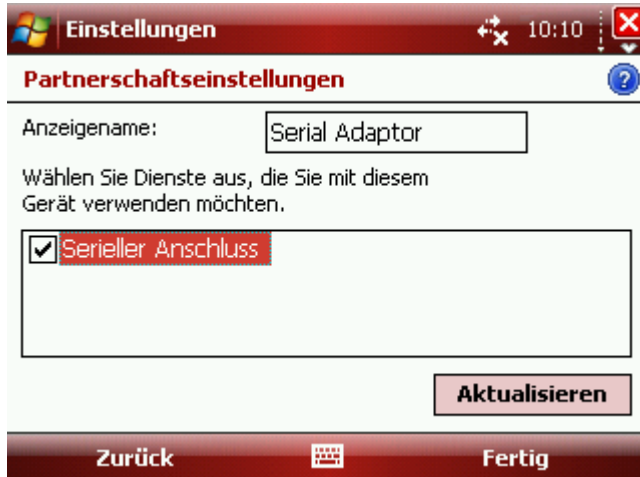 Einstellungen 10:10
Partnerschaftseinstellungen ?
Anzeigename: Serial Adaptor
Wählen Sie Dienste aus, die Sie mit diesem
Gerät verwenden möchten.
Serieller Anschluss
Aktualisieren
Zurück Fertig